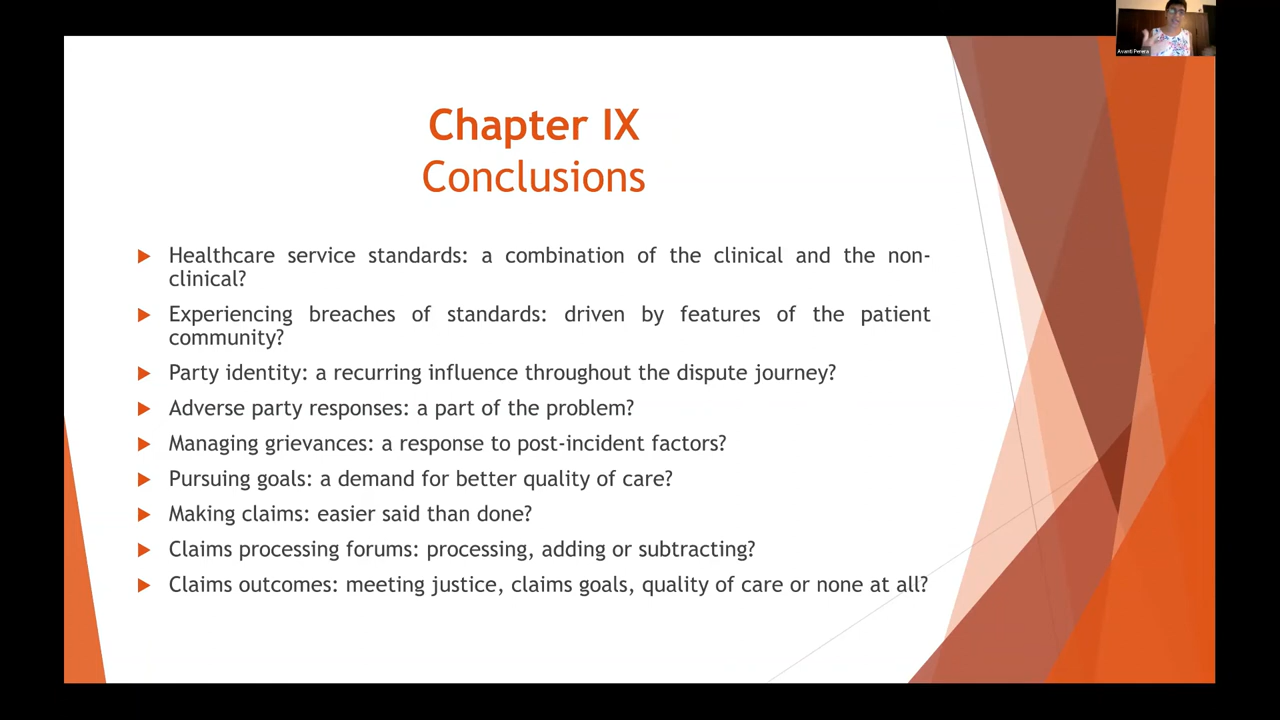 Avanti Perera
Chapter IX
Conclusions
Healthcare service standards: a combination of the clinical and the non-
clinical?
Experiencing breaches of standards: driven by features of the patient
community?
Party identity: a recurring influence throughout the dispute journey?
Adverse party responses: a part of the problem?
Managing grievances: a response to post-incident factors?
Pursuing goals: a demand for better quality of care?
Making claims: easier said than done?
Claims processing forums: processing, adding or subtracting?
Claims outcomes: meeting justice, claims goals, quality of care or none at all?